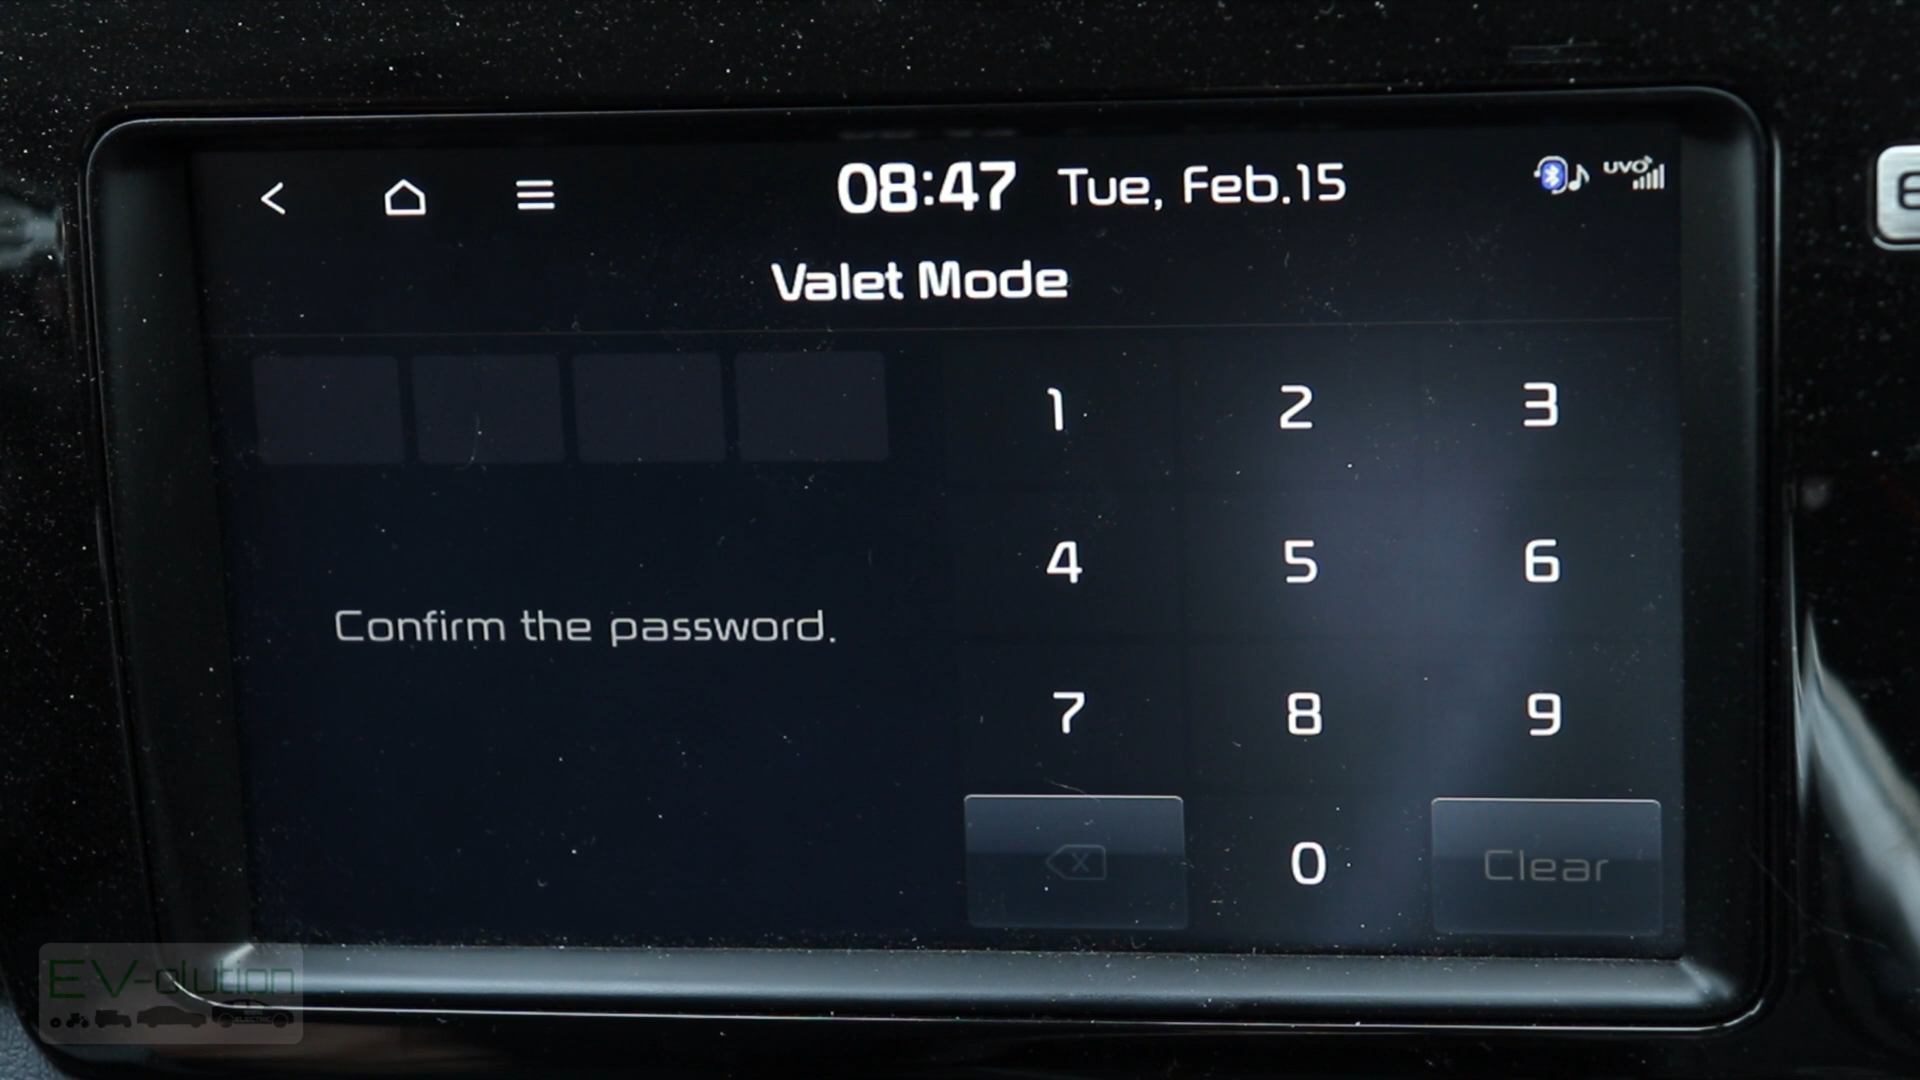 08:47 Tue, Feb.15 UVO
Valet Mode
1 2 3
4 5 6
Confirm the password.
7 8 9
0 Clear
EV-olution